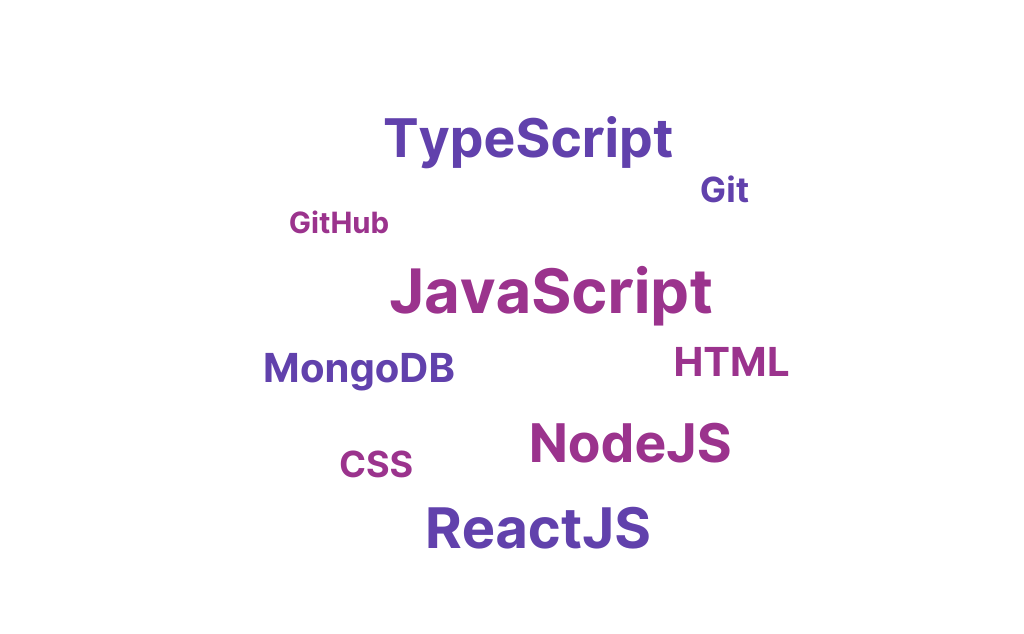 TypeScript
Git
GitHub
JavaScript
MongoDB
HTML
NodeJS
CSS
ReactJS